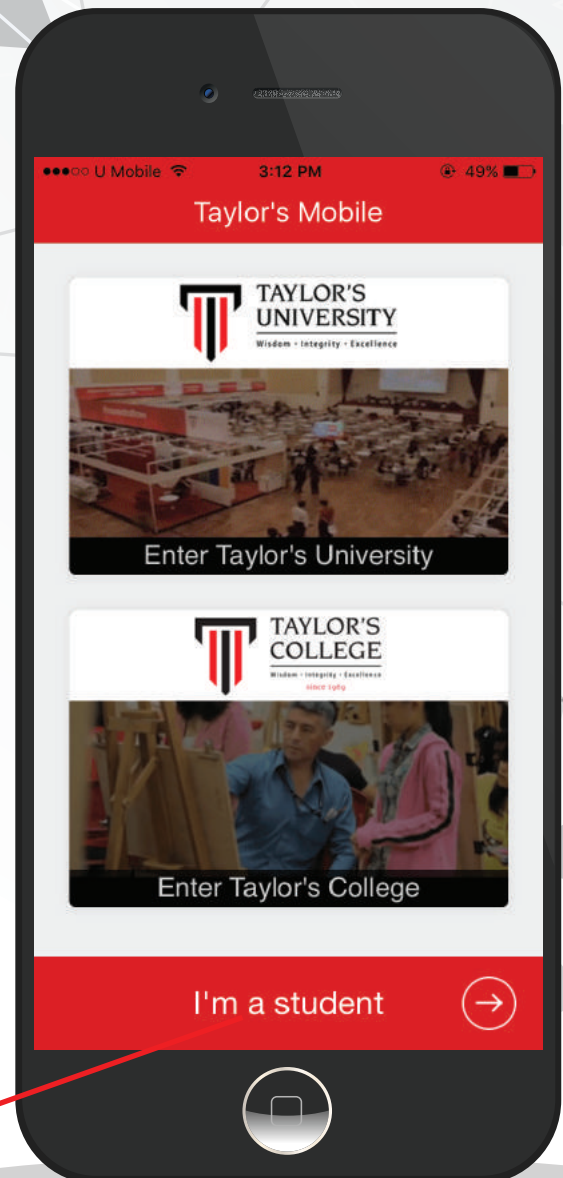 U Mobile 3:12 PM 49%
Taylor's Mobile
TAYLOR'S
UNIVERSITY
Wisdom · Integrity · Excellence
Enter Taylor's University
TAYLOR'S
COLLEGE
Wisdom · Integrity · Excellence
since 1969
Enter Taylor's College
I'm a student